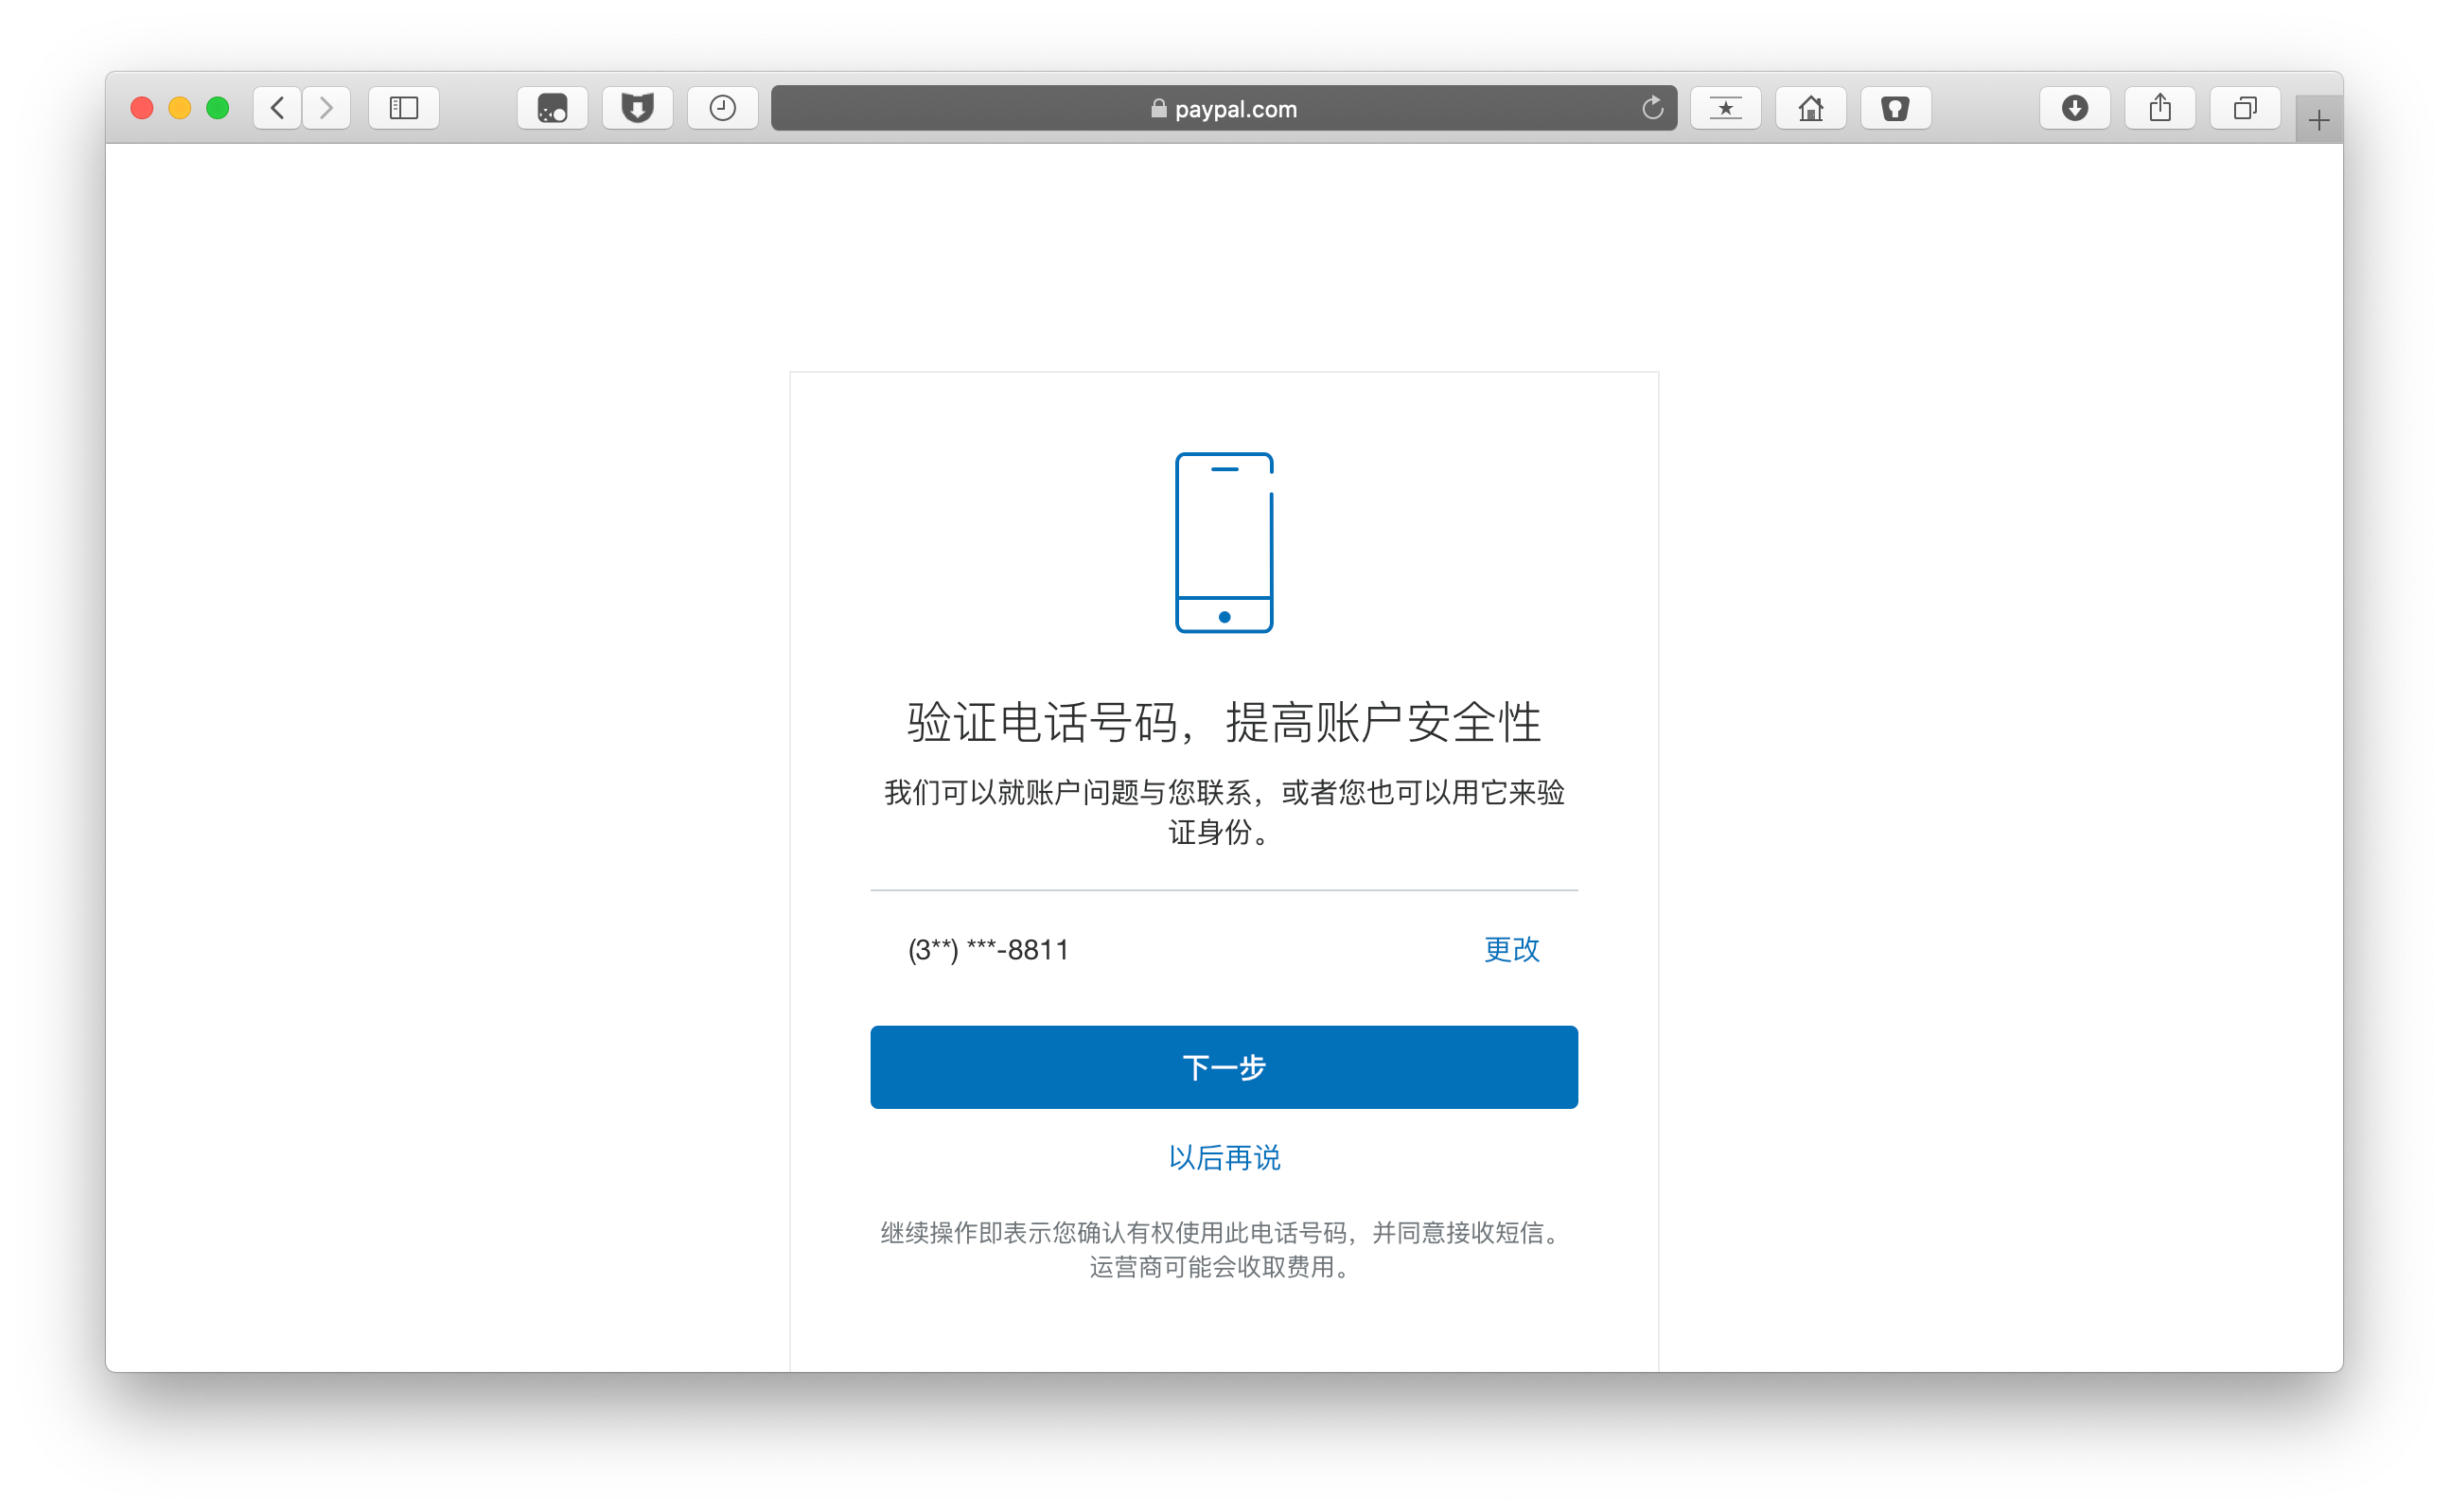 paypal.com
验证电话号码，提高账户安全性
我们可以就账户问题与您联系，或者您也可以用它来验
证身份。
(3**) ***-8811
更改
下一步
以后再说
继续操作即表示您确认有权使用此电话号码，并同意接收短信。
运营商可能会收取费用。